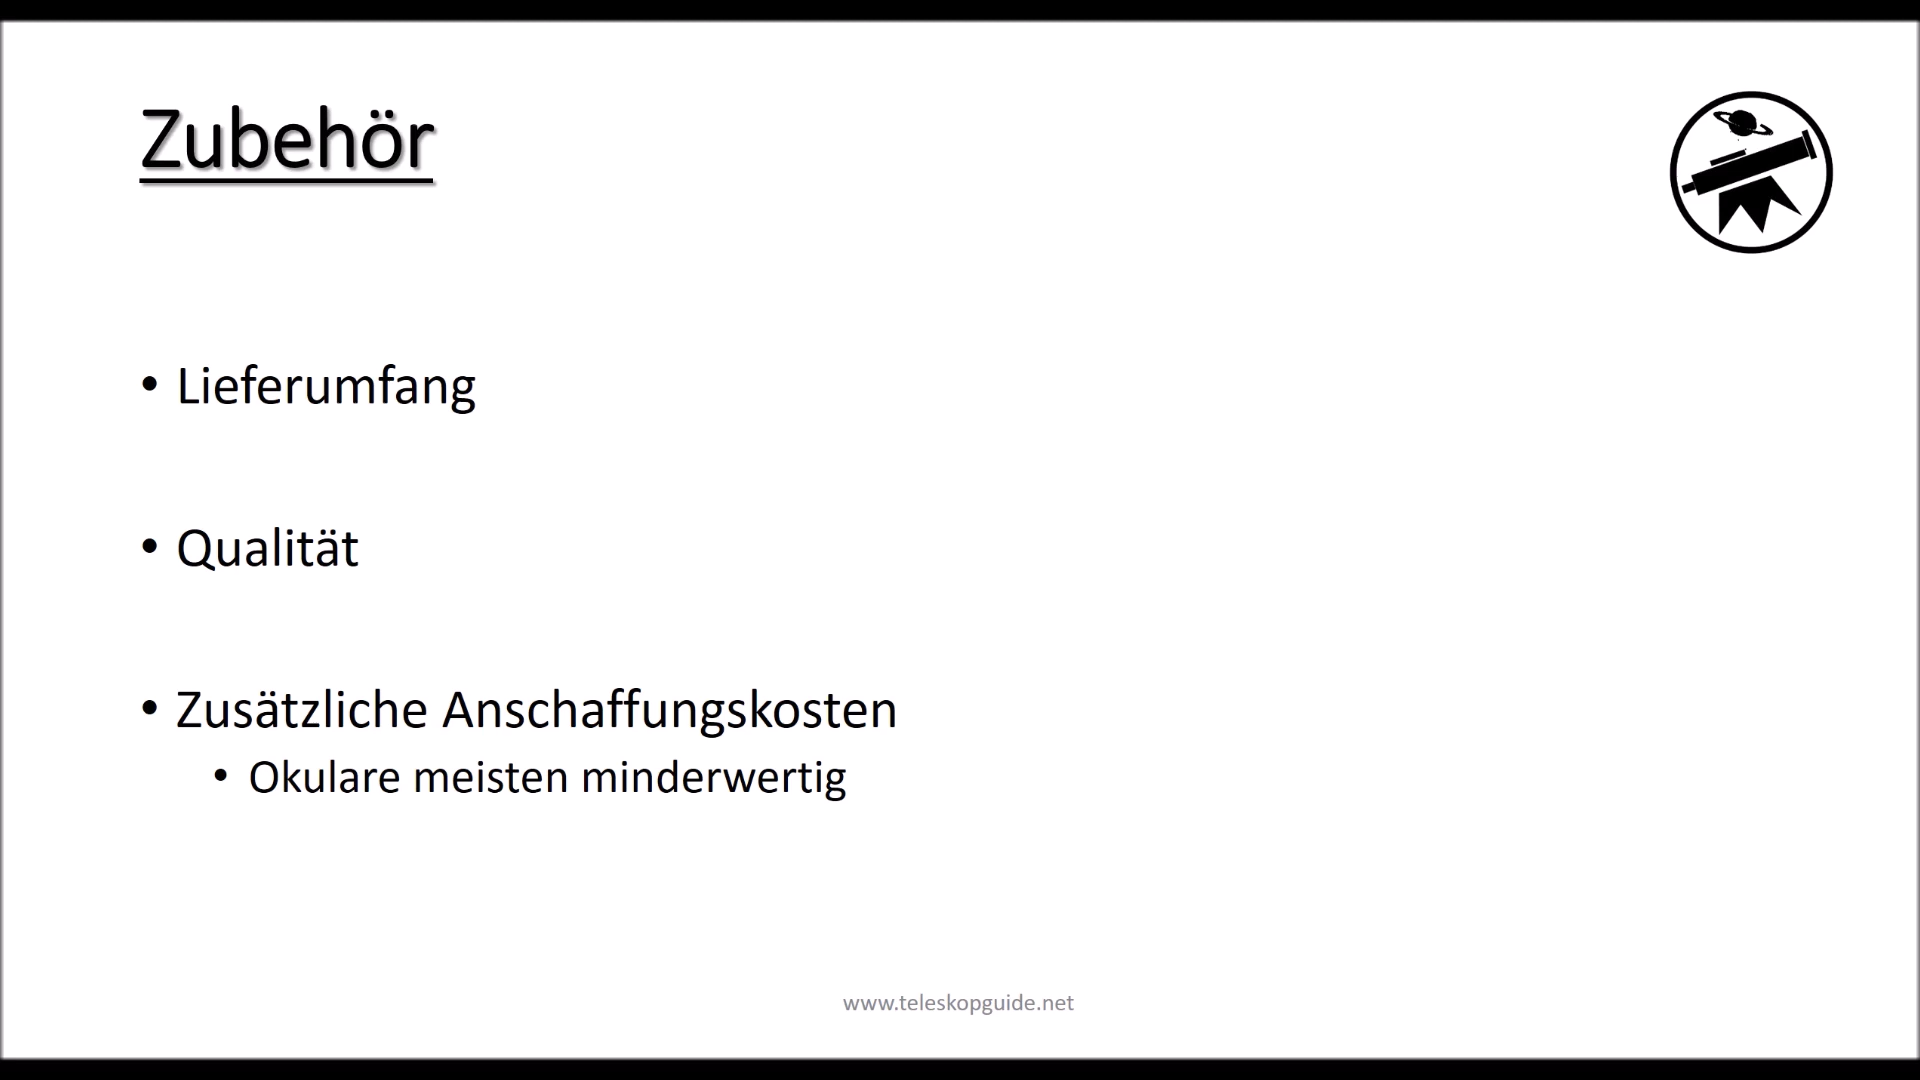 Zubehör
• Lieferumfang
• Qualität
• Zusätzliche Anschaffungskosten
• Okulare meisten minderwertig
www.teleskopguide.net